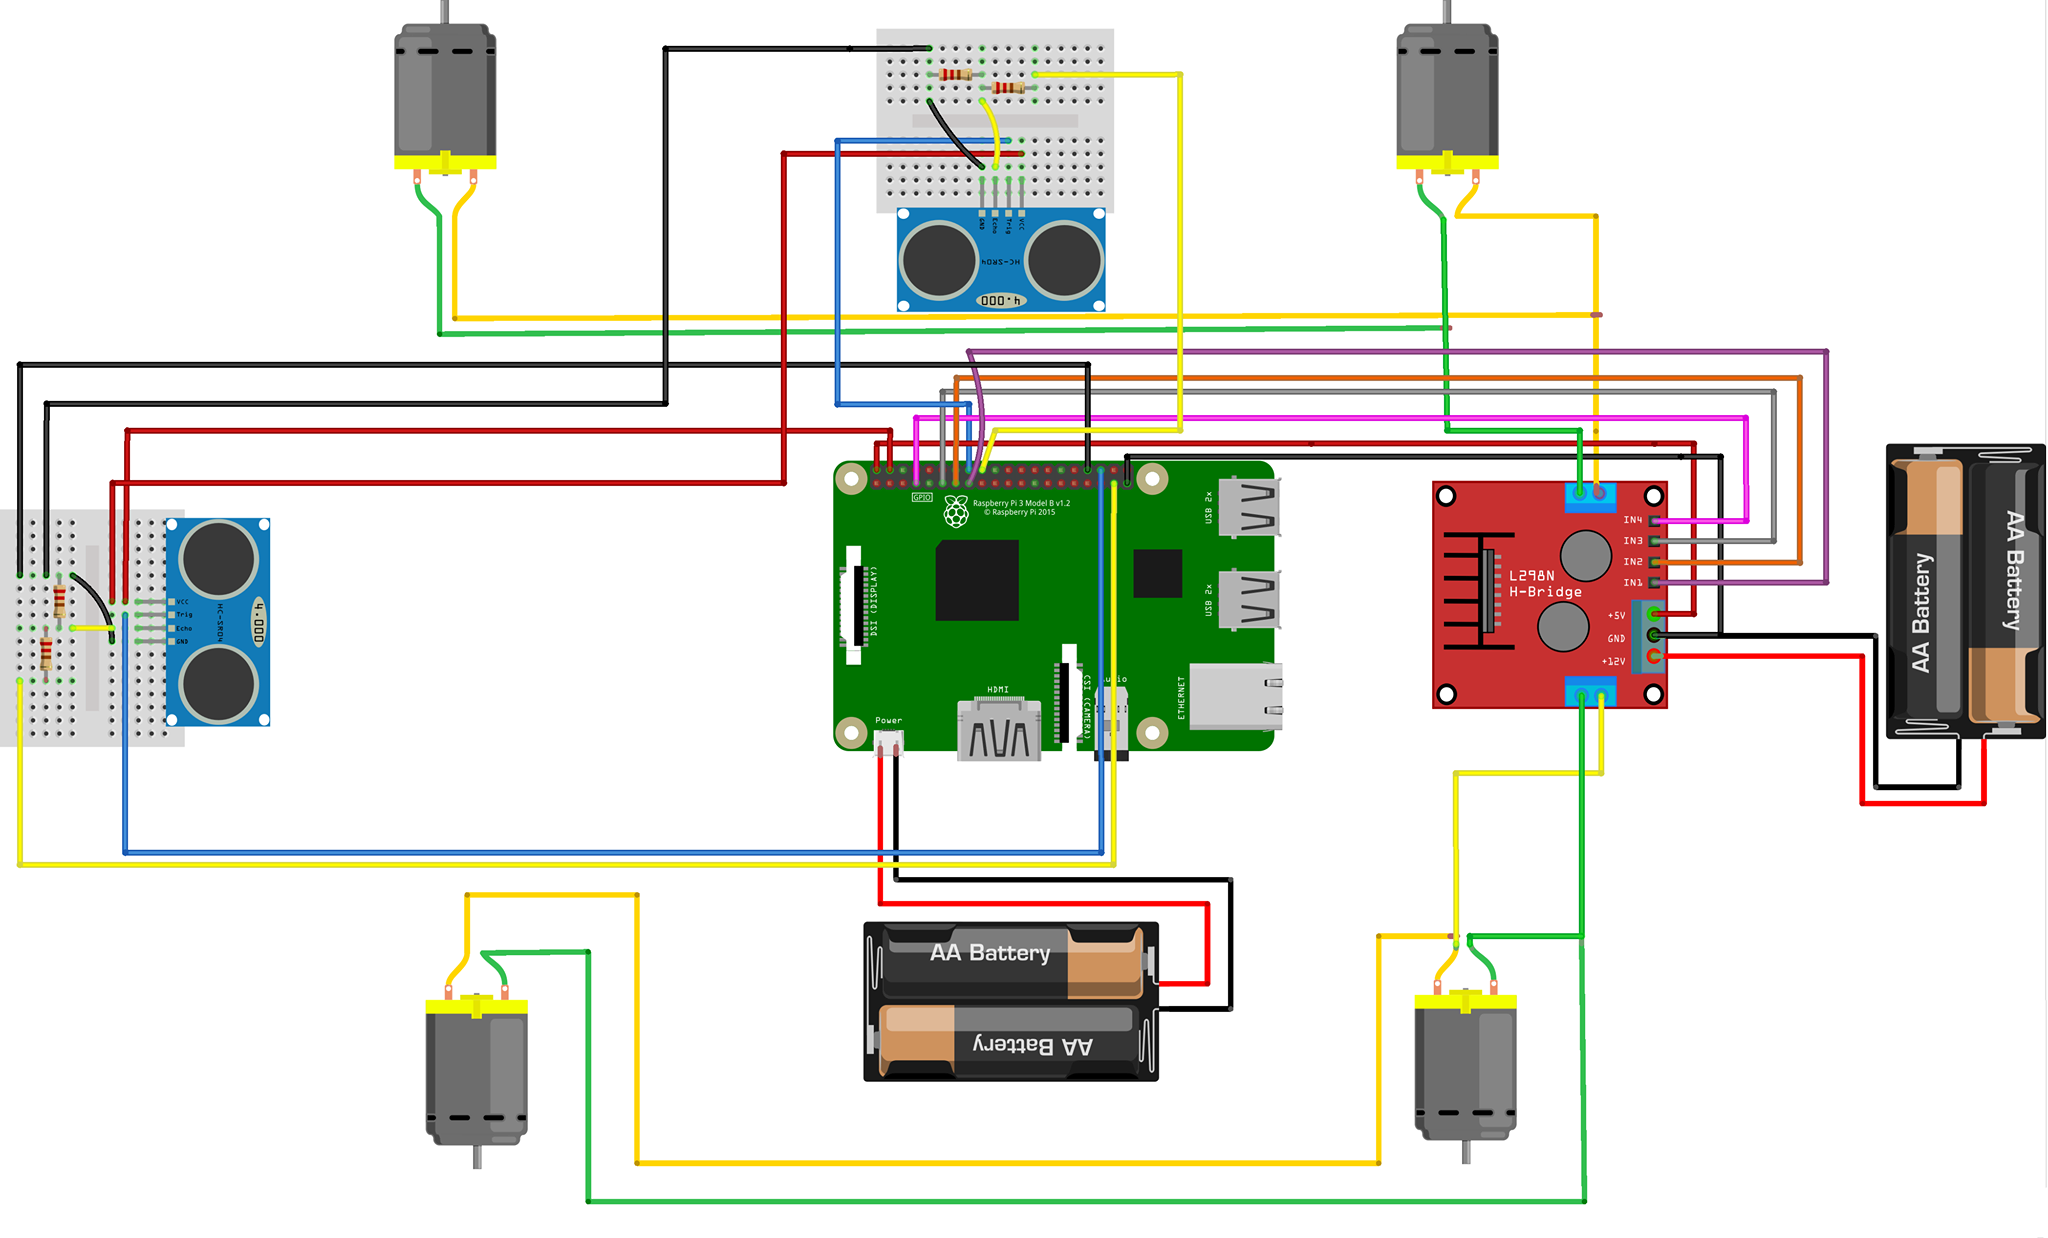 GND
Echo
Trig
VCC
HC-SR04
4.000
GPIO
Raspberry Pi 3 Model B v1.2
© Raspberry Pi 2015
USB 2x
DSI (DISPLAY)
USB 2x
HDMI
CSI (CAMERA)
ETHERNET
Power
VCC
Trig
Echo
GND
HC-SR04
4.000
IN4
IN3
IN2
IN1
L298N
H-Bridge
+5V
GND
+12V
AA Battery
AA Battery
AA Battery
AA Battery